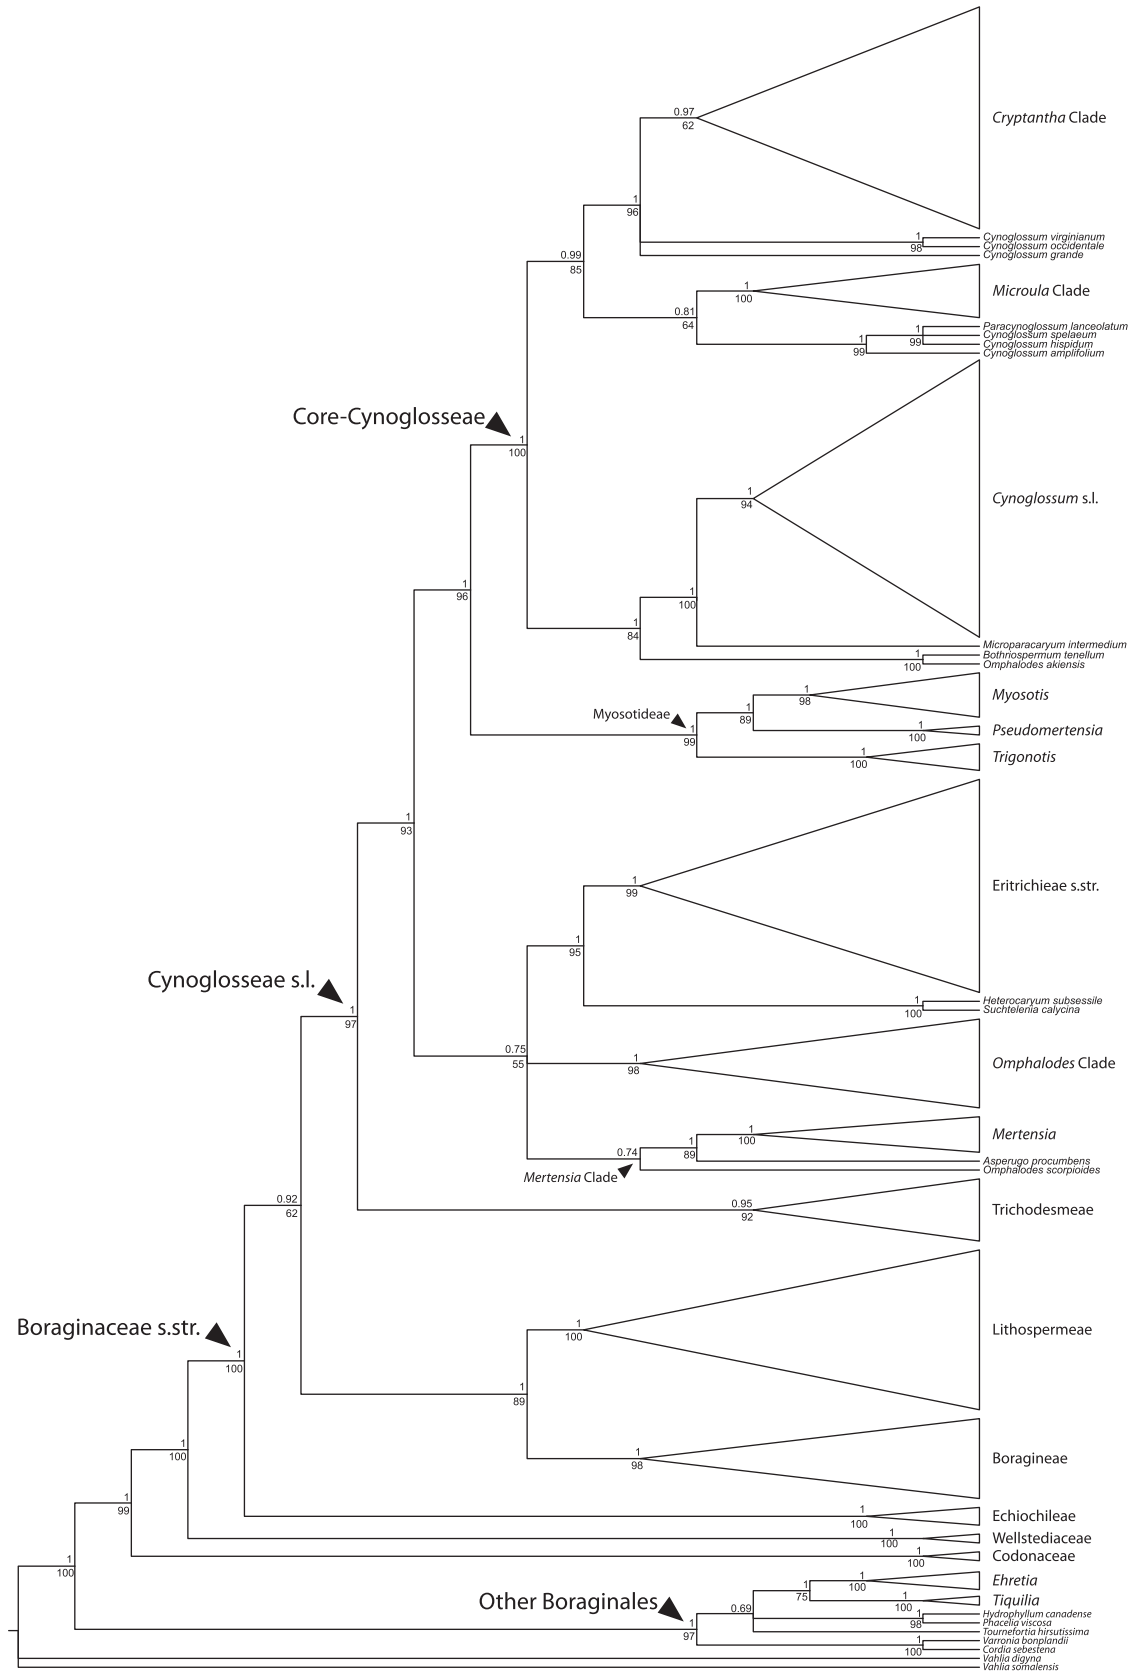 0.97
62
Cryptantha Clade
1
96
1
98
Cynoglossum virginianum
Cynoglossum occidentale
Cynoglossum grande
0.99
85
1
100
Microula Clade
0.81
64
1
99
1
99
Paracynoglossum lanceolatum
Cynoglossum spelaeum
Cynoglossum hispidum
Cynoglossum amplifolium
Core-Cynoglosseae
1
100
1
94
Cynoglossum s.l.
1
96
1
100
1
84
Microparacaryum intermedium
1
100
Bothriospermum tenellum
Omphalodes akiensis
1
98
Myosotis
Myosotideae
1
99
1
89
1
100
Pseudomertensia
1
100
Trigonotis
1
93
1
99
Eritrichieae s.str.
1
95
Cynoglosseae s.l.
1
97
1
100
Heterocaryum subsessile
Suchtelenia calycina
0.75
55
1
98
Omphalodes Clade
1
100
Mertensia
1
89
0.74
Asperugo procumbens
Omphalodes scorpioides
Mertensia Clade
0.92
62
0.95
92
Trichodesmeae
Boraginaceae s.str.
1
100
1
100
Lithospermeae
1
89
1
98
Boragineae
1
100
1
99
1
100
Echiochileae
1
100
Wellstediaceae
1
100
Codonaceae
1
100
Other Boraginales
1
97
1
100
Ehretia
1
75
1
100
Tiquilia
0.69
1
98
Hydrophyllum canadense
Phacelia viscosa
Tournefortia hirsutissima
1
100
Varronia bonplandii
Cordia sebestena
Vahlia digyna
Vahlia somalensis